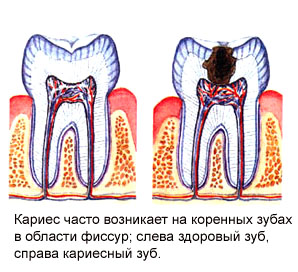 Кариес часто возникает на коренных зубах
в области фиссур; слева здоровый зуб,
справа кариесный зуб.